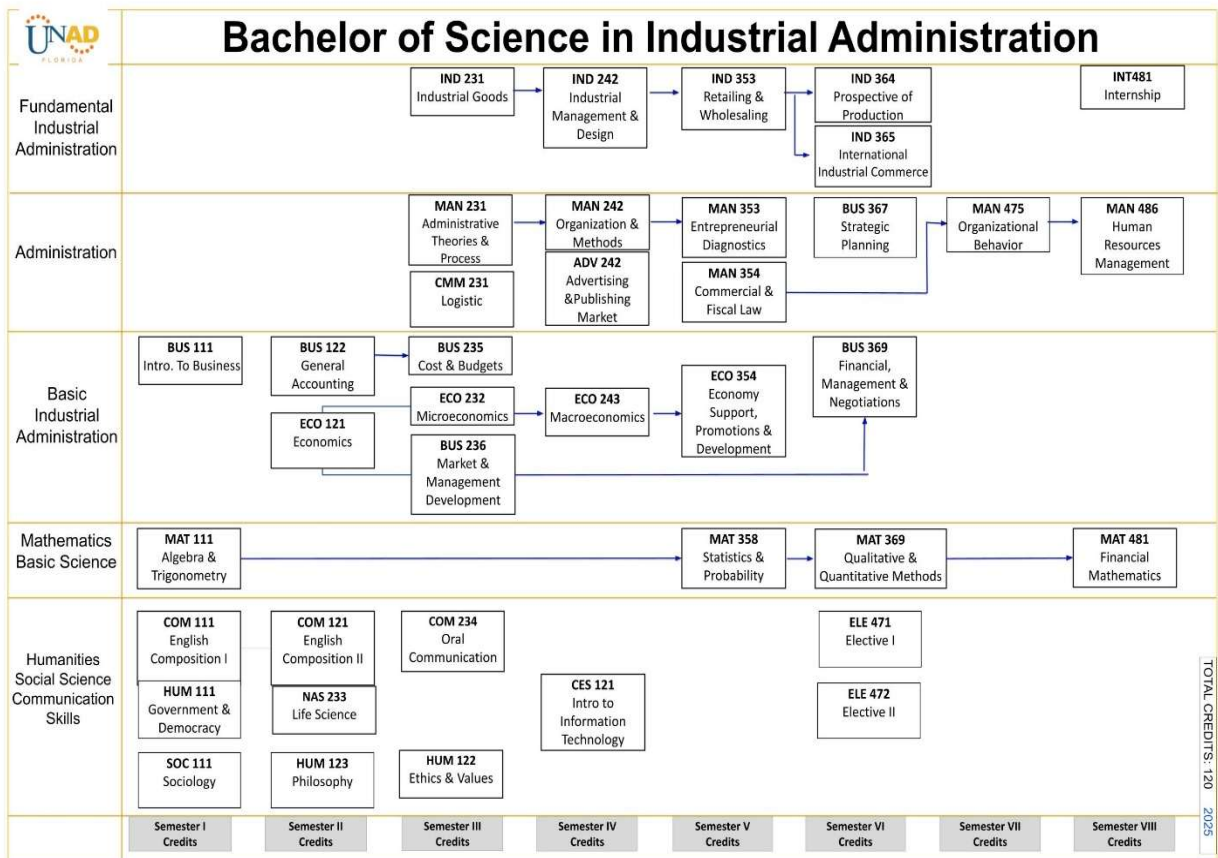 UNAD
FLORIDA
Bachelor of Science in Industrial Administration
Fundamental
Industrial
Administration
IND 231
Industrial Goods
IND 242
Industrial
Management &
Design
IND 353
Retailing &
Wholesaling
IND 364
Prospective of
Production
IND 365
International
Industrial Commerce
INT481
Internship
Administration
MAN 231
Administrative
Theories &
Process
CMM 231
Logistic
MAN 242
Organization &
Methods
ADV 242
Advertising
&Publishing
Market
MAN 353
Entrepreneurial
Diagnostics
MAN 354
Commercial &
Fiscal Law
BUS 367
Strategic
Planning
MAN 475
Organizational
Behavior
MAN 486
Human
Resources
Management
Basic
Industrial
Administration
BUS 111
Intro. To Business
BUS 122
General
Accounting
ECO 121
Economics
BUS 235
Cost & Budgets
ECO 232
Microeconomics
BUS 236
Market &
Management
Development
ECO 243
Macroeconomics
ECO 354
Economy
Support,
Promotions &
Development
BUS 369
Financial,
Management &
Negotiations
Mathematics
Basic Science
MAT 111
Algebra &
Trigonometry
MAT 358
Statistics &
Probability
MAT 369
Qualitative &
Quantitative Methods
MAT 481
Financial
Mathematics
Humanities
Social Science
Communication
Skills
COM 111
English
Composition I
HUM 111
Government &
Democracy
SOC 111
Sociology
COM 121
English
Composition II
NAS 233
Life Science
HUM 123
Philosophy
COM 234
Oral
Communication
HUM 122
Ethics & Values
CES 121
Intro to
Information
Technology
ELE 471
Elective I
ELE 472
Elective II
TOTAL CREDITS: 120 2025
Semester I
Credits
Semester II
Credits
Semester III
Credits
Semester IV
Credits
Semester V
Credits
Semester VI
Credits
Semester VII
Credits
Semester VIII
Credits